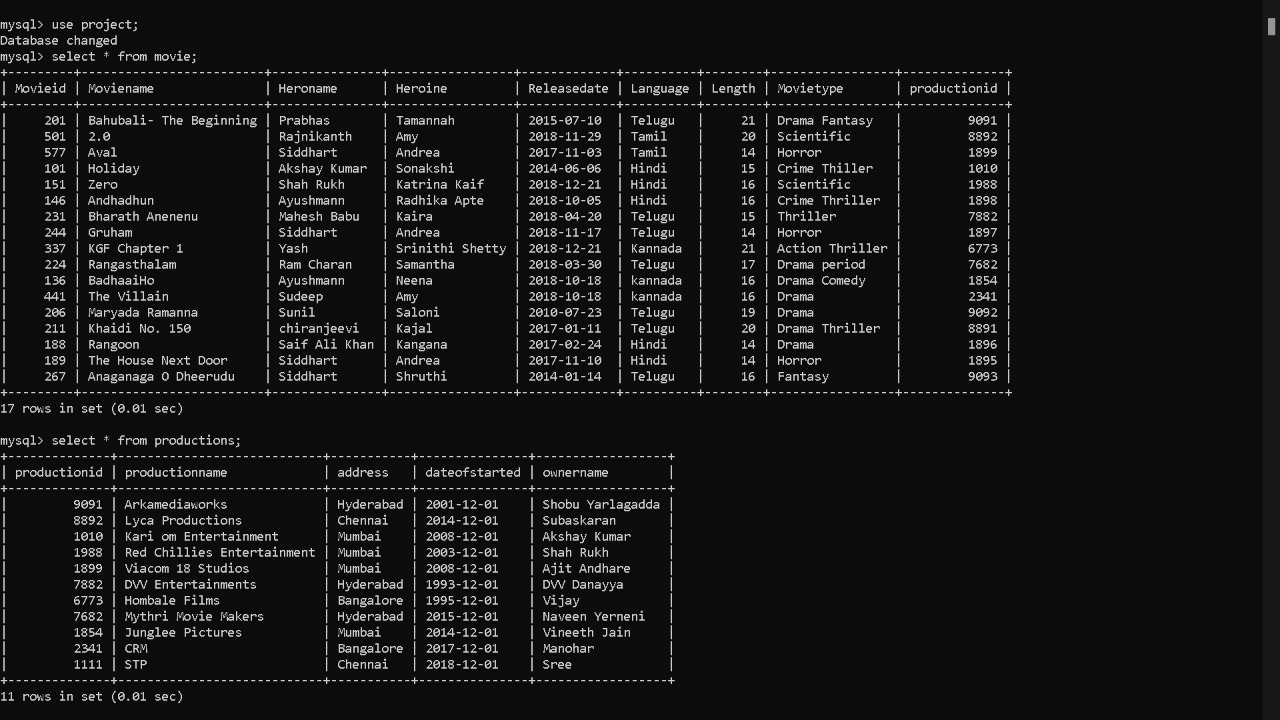 mysql> use project;
Database changed
mysql> select * from movie;
+---------+-------------------------+---------------+-----------------+-------------+----------+--------+-----------------+--------------+
| Movieid | Moviename               | Heroname      | Heroine         | Releasedate | Language | Length | Movietype       | productionid |
+---------+-------------------------+---------------+-----------------+-------------+----------+--------+-----------------+--------------+
|     201 | Bahubali- The Beginning | Prabhas       | Tamannah        | 2015-07-10  | Telugu   |     21 | Drama Fantasy   |         9091 |
|     501 | 2.0                     | Rajnikanth    | Amy             | 2018-11-29  | Tamil    |     20 | Scientific      |         8892 |
|     577 | Aval                    | Siddhart      | Andrea          | 2017-11-03  | Tamil    |     14 | Horror          |         1899 |
|     101 | Holiday                 | Akshay Kumar  | Sonakshi        | 2014-06-06  | Hindi    |     15 | Crime Thiller   |         1010 |
|     151 | Zero                    | Shah Rukh     | Katrina Kaif    | 2018-12-21  | Hindi    |     16 | Scientific      |         1988 |
|     146 | Andhadhun               | Ayushmann     | Radhika Apte    | 2018-10-05  | Hindi    |     16 | Crime Thriller  |         1898 |
|     231 | Bharath Anenenu         | Mahesh Babu   | Kaira           | 2018-04-20  | Telugu   |     15 | Thriller        |         7882 |
|     244 | Gruham                  | Siddhart      | Andrea          | 2018-11-17  | Telugu   |     14 | Horror          |         1897 |
|     337 | KGF Chapter 1           | Yash          | Srinithi Shetty | 2018-12-21  | Kannada  |     21 | Action Thriller |         6773 |
|     224 | Rangasthalam            | Ram Charan    | Samantha        | 2018-03-30  | Telugu   |     17 | Drama period    |         7682 |
|     136 | BadhaaiHo               | Ayushmann     | Neena           | 2018-10-18  | kannada  |     16 | Drama Comedy    |         1854 |
|     441 | The Villain             | Sudeep        | Amy             | 2018-10-18  | kannada  |     16 | Drama           |         2341 |
|     206 | Maryada Ramanna         | Sunil         | Saloni          | 2010-07-23  | Telugu   |     19 | Drama           |         9092 |
|     211 | Khaidi No. 150          | chiranjeevi   | Kajal           | 2017-01-11  | Telugu   |     20 | Drama Thriller  |         8891 |
|     188 | Rangoon                 | Saif Ali Khan | Kangana         | 2017-02-24  | Hindi    |     14 | Drama           |         1896 |
|     189 | The House Next Door     | Siddhart      | Andrea          | 2017-11-10  | Hindi    |     14 | Horror          |         1895 |
|     267 | Anaganaga O Dheerudu    | Siddhart      | Shruthi         | 2014-01-14  | Telugu   |     16 | Fantasy         |         9093 |
+---------+-------------------------+---------------+-----------------+-------------+----------+--------+-----------------+--------------+
17 rows in set (0.01 sec)

mysql> select * from productions;
+--------------+----------------------------+-----------+---------------+------------------+
| productionid | productionname             | address   | dateofstarted | ownername        |
+--------------+----------------------------+-----------+---------------+------------------+
|         9091 | Arkamediaworks             | Hyderabad | 2001-12-01    | Shobu Yarlagadda |
|         8892 | Lyca Productions           | Chennai   | 2014-12-01    | Subaskaran       |
|         1010 | Kari om Entertainment      | Mumbai    | 2008-12-01    | Akshay Kumar     |
|         1988 | Red Chillies Entertainment | Mumbai    | 2003-12-01    | Shah Rukh        |
|         1899 | Viacom 18 Studios          | Mumbai    | 2008-12-01    | Ajit Andhare     |
|         7882 | DVV Entertainments         | Hyderabad | 1993-12-01    | DVV Danayya      |
|         6773 | Hombale Films              | Bangalore | 1995-12-01    | Vijay            |
|         7682 | Mythri Movie Makers        | Hyderabad | 2015-12-01    | Naveen Yerneni   |
|         1854 | Junglee Pictures           | Mumbai    | 2014-12-01    | Vineeth Jain     |
|         2341 | CRM                        | Bangalore | 2017-12-01    | Manohar          |
|         1111 | STP                        | Chennai   | 2018-12-01    | Sree             |
+--------------+----------------------------+-----------+---------------+------------------+
11 rows in set (0.01 sec)